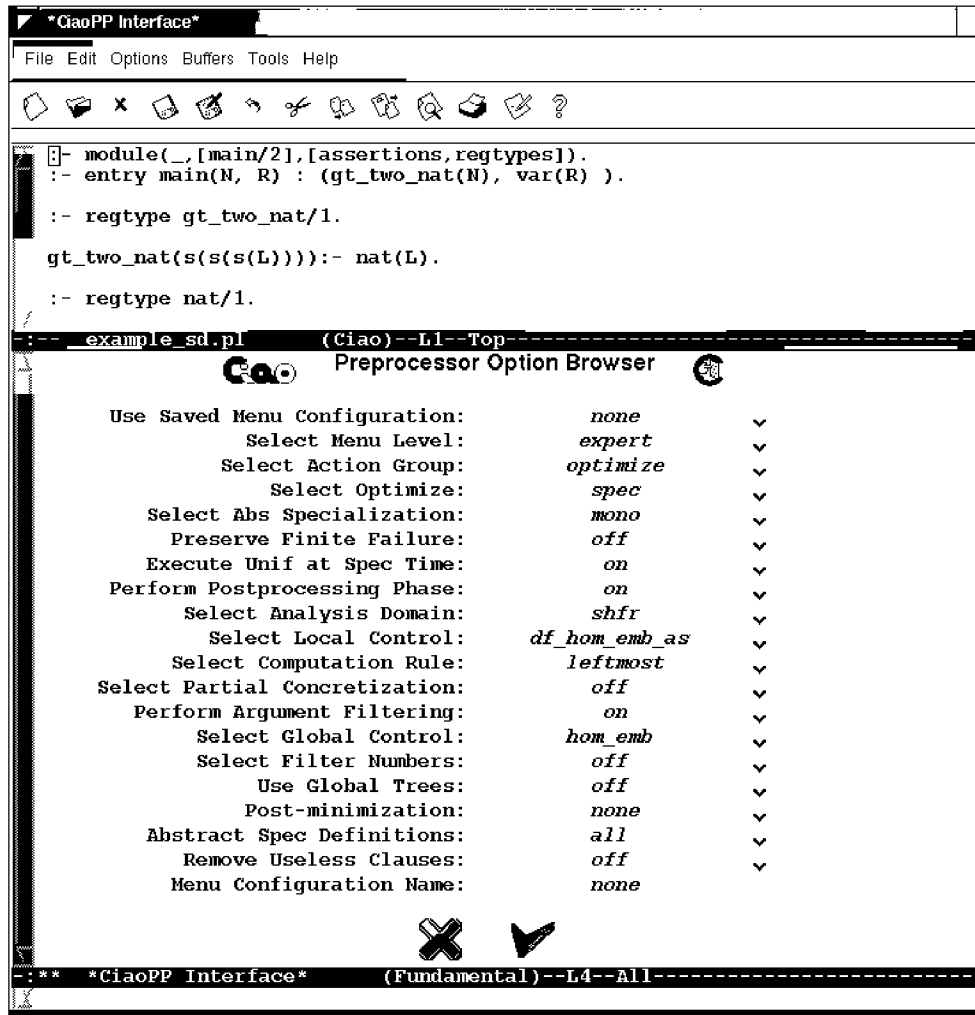 *CiaoPP Interface*
File Edit Options Buffers Tools Help
:- module(_,[main/2],[assertions,regtypes]).
:- entry main(N, R) : (gt_two_nat(N), var(R) ).
:- regtype gt_two_nat/1.
gt_two_nat(s(s(s(L)))):- nat(L).
:- regtype nat/1.
-:-- example_sd.pl (Ciao)--L1--Top--------------------------------------
Ciao Preprocessor Option Browser
Use Saved Menu Configuration: none
Select Menu Level: expert
Select Action Group: optimize
Select Optimize: spec
Select Abs Specialization: mono
Preserve Finite Failure: off
Execute Unif at Spec Time: on
Perform Postprocessing Phase: on
Select Analysis Domain: shfr
Select Local Control: df_hom_emb_as
Select Computation Rule: leftmost
Select Partial Concretization: off
Perform Argument Filtering: on
Select Global Control: hom_emb
Select Filter Numbers: off
Use Global Trees: off
Post-minimization: none
Abstract Spec Definitions: all
Remove Useless Clauses: off
Menu Configuration Name: none
-:** *CiaoPP Interface* (Fundamental)--L4--All--------------------------